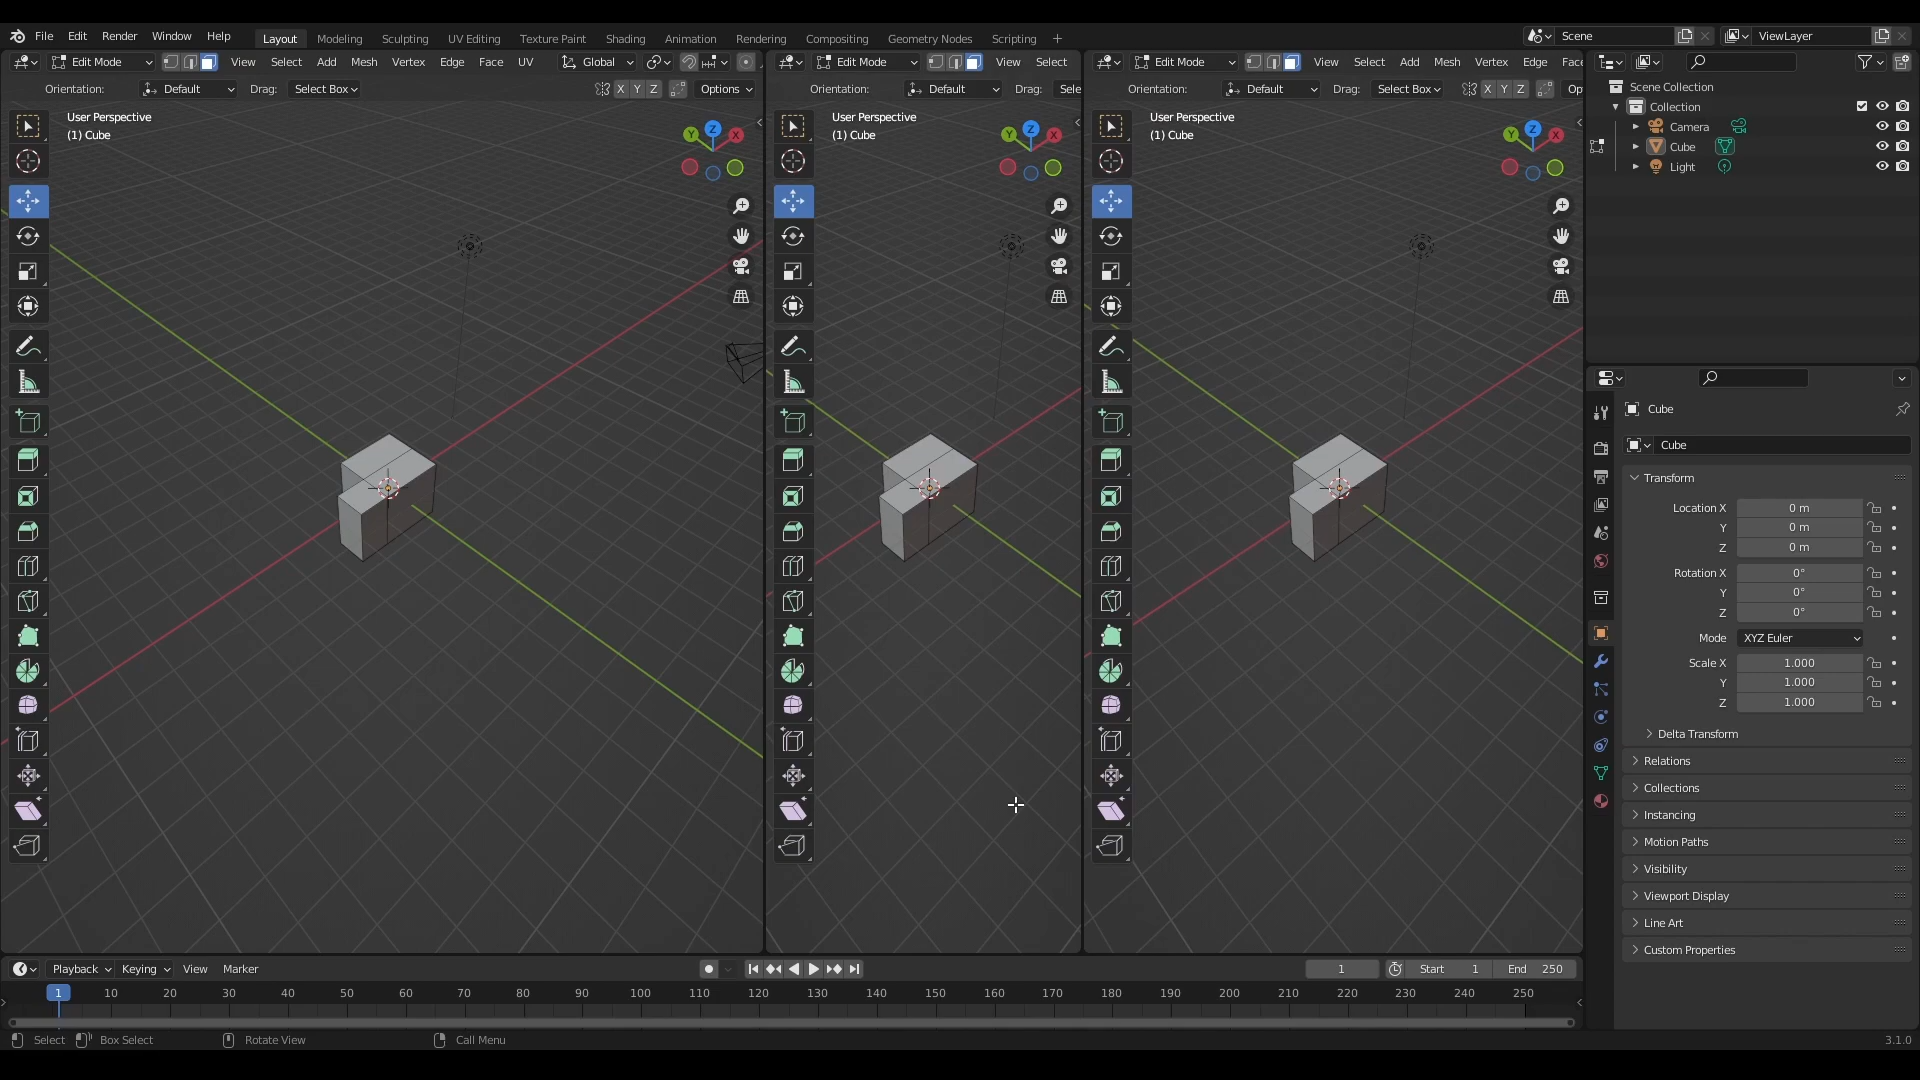 File Edit Render Window Help Layout Modeling Sculpting UV Editing Texture Paint Shading Animation Rendering Compositing Geometry Nodes Scripting + Scene ViewLayer
Edit Mode View Select Add Mesh Vertex Edge Face UV Global
Orientation: Default Drag: Select Box X Y Z Options
User Perspective
(1) Cube
Y Z X
Edit Mode View Select
Orientation: Default Drag: Sele
User Perspective
(1) Cube
Y Z X
Edit Mode View Select Add Mesh Vertex Edge Face
Orientation: Default Drag: Select Box X Y Z Op
User Perspective
(1) Cube
Y Z X
Scene Collection
Collection
Camera
Cube
Light
Cube
Cube
Transform
Location X 0 m
Y 0 m
Z 0 m
Rotation X 0°
Y 0°
Z 0°
Mode XYZ Euler
Scale X 1.000
Y 1.000
Z 1.000
Delta Transform
Relations
Collections
Instancing
Motion Paths
Visibility
Viewport Display
Line Art
Custom Properties
Playback Keying View Marker 1 Start 1 End 250
1 10 20 30 40 50 60 70 80 90 100 110 120 130 140 150 160 170 180 190 200 210 220 230 240 250
Select Box Select Rotate View Call Menu 3.1.0